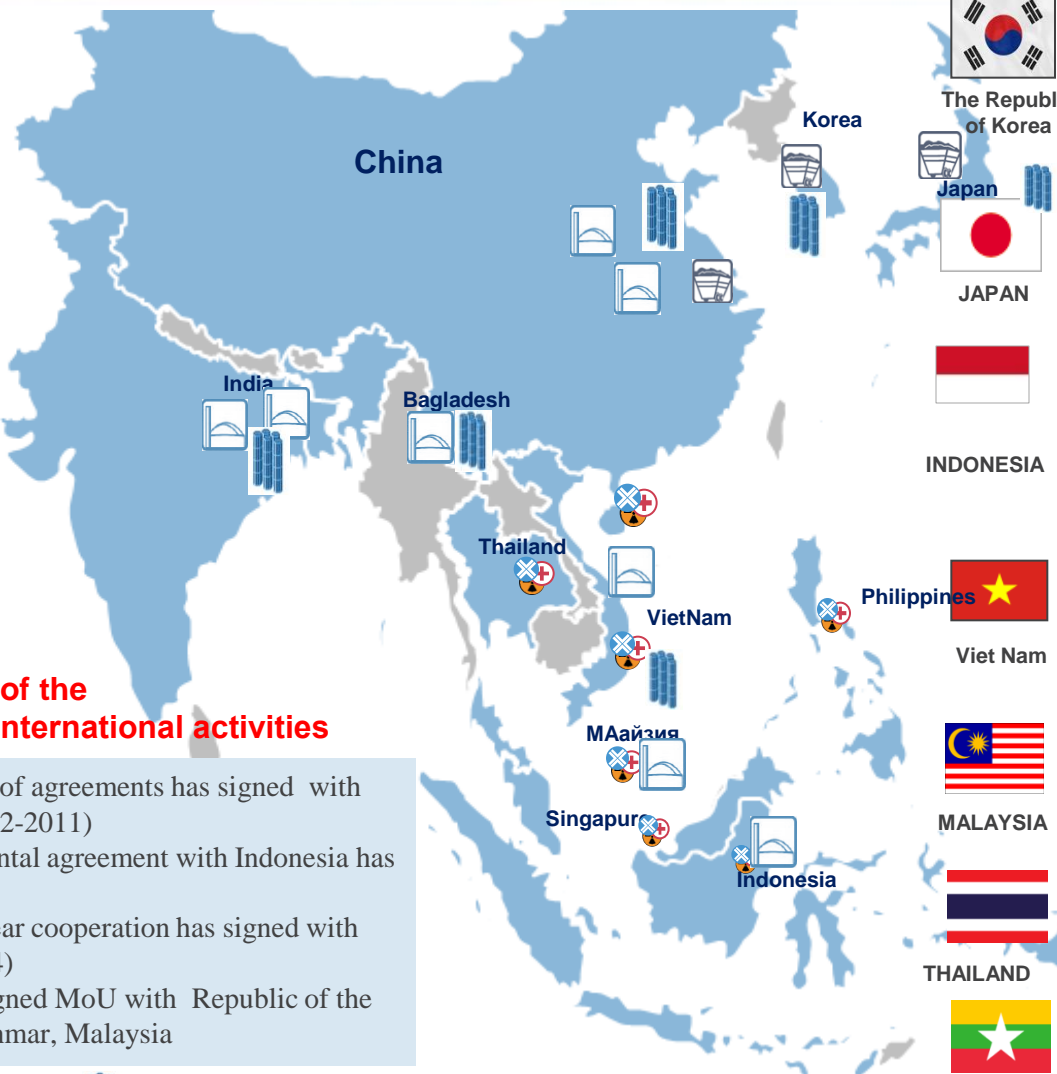 The Republ
of Korea
Korea
China
Japan
JAPAN
India
Bagladesh
INDONESIA
Thailand
Philippines
VietNam
Viet Nam
of the
nternational activities
МАайзия
of agreements has signed with
2-2011)
Singapure
MALAYSIA
ntal agreement with Indonesia has
Indonesia
ear cooperation has signed with
4)
THAILAND
gned MoU with Republic of the
nmar, Malaysia